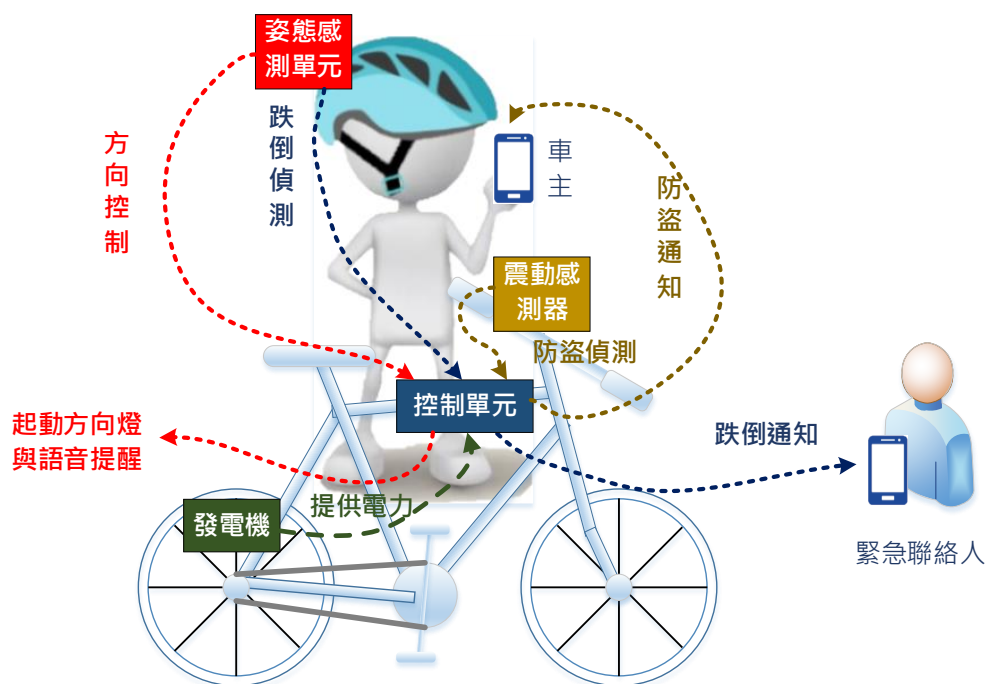 姿態感
測單元
方向控制
跌倒偵測
車主
防盜通知
震動感
測器
防盜偵測
控制單元
起動方向燈
與語音提醒
跌倒通知
提供電力
發電機
緊急聯絡人